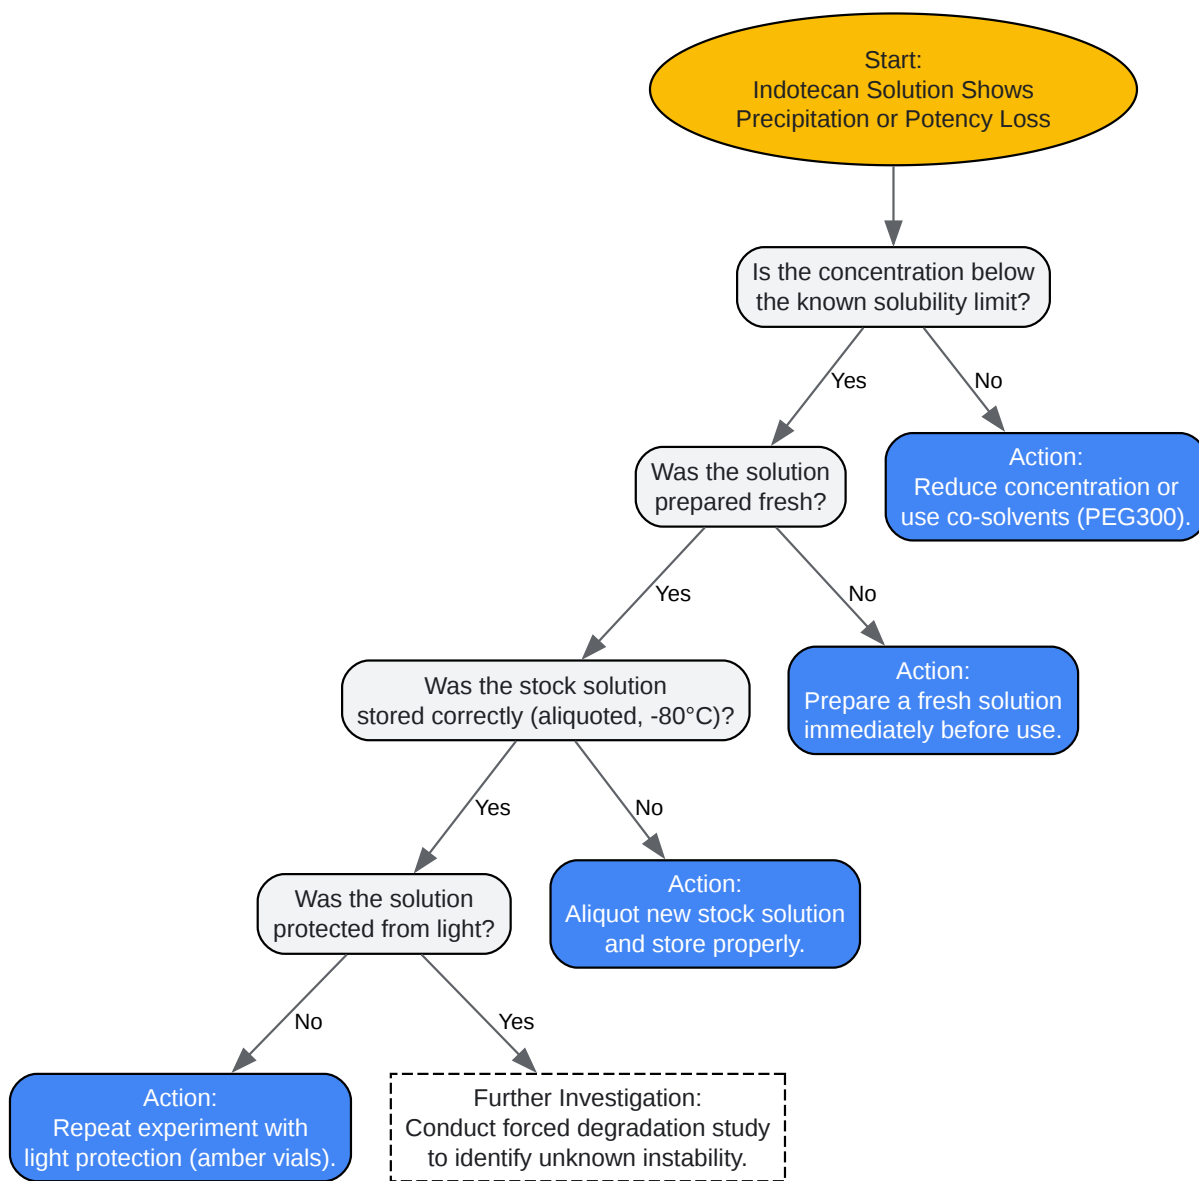 Start:
Indotecan Solution Shows
Precipitation or Potency Loss
Is the concentration below
the known solubility limit?
Yes
No
Was the solution
prepared fresh?
Action:
Reduce concentration or
use co-solvents (PEG300).
Yes
No
Was the stock solution
stored correctly (aliquoted, -80°C)?
Action:
Prepare a fresh solution
immediately before use.
Yes
No
Was the solution
protected from light?
Action:
Aliquot new stock solution
and store properly.
No
Yes
Action:
Repeat experiment with
light protection (amber vials).
Further Investigation:
Conduct forced degradation study
to identify unknown instability.